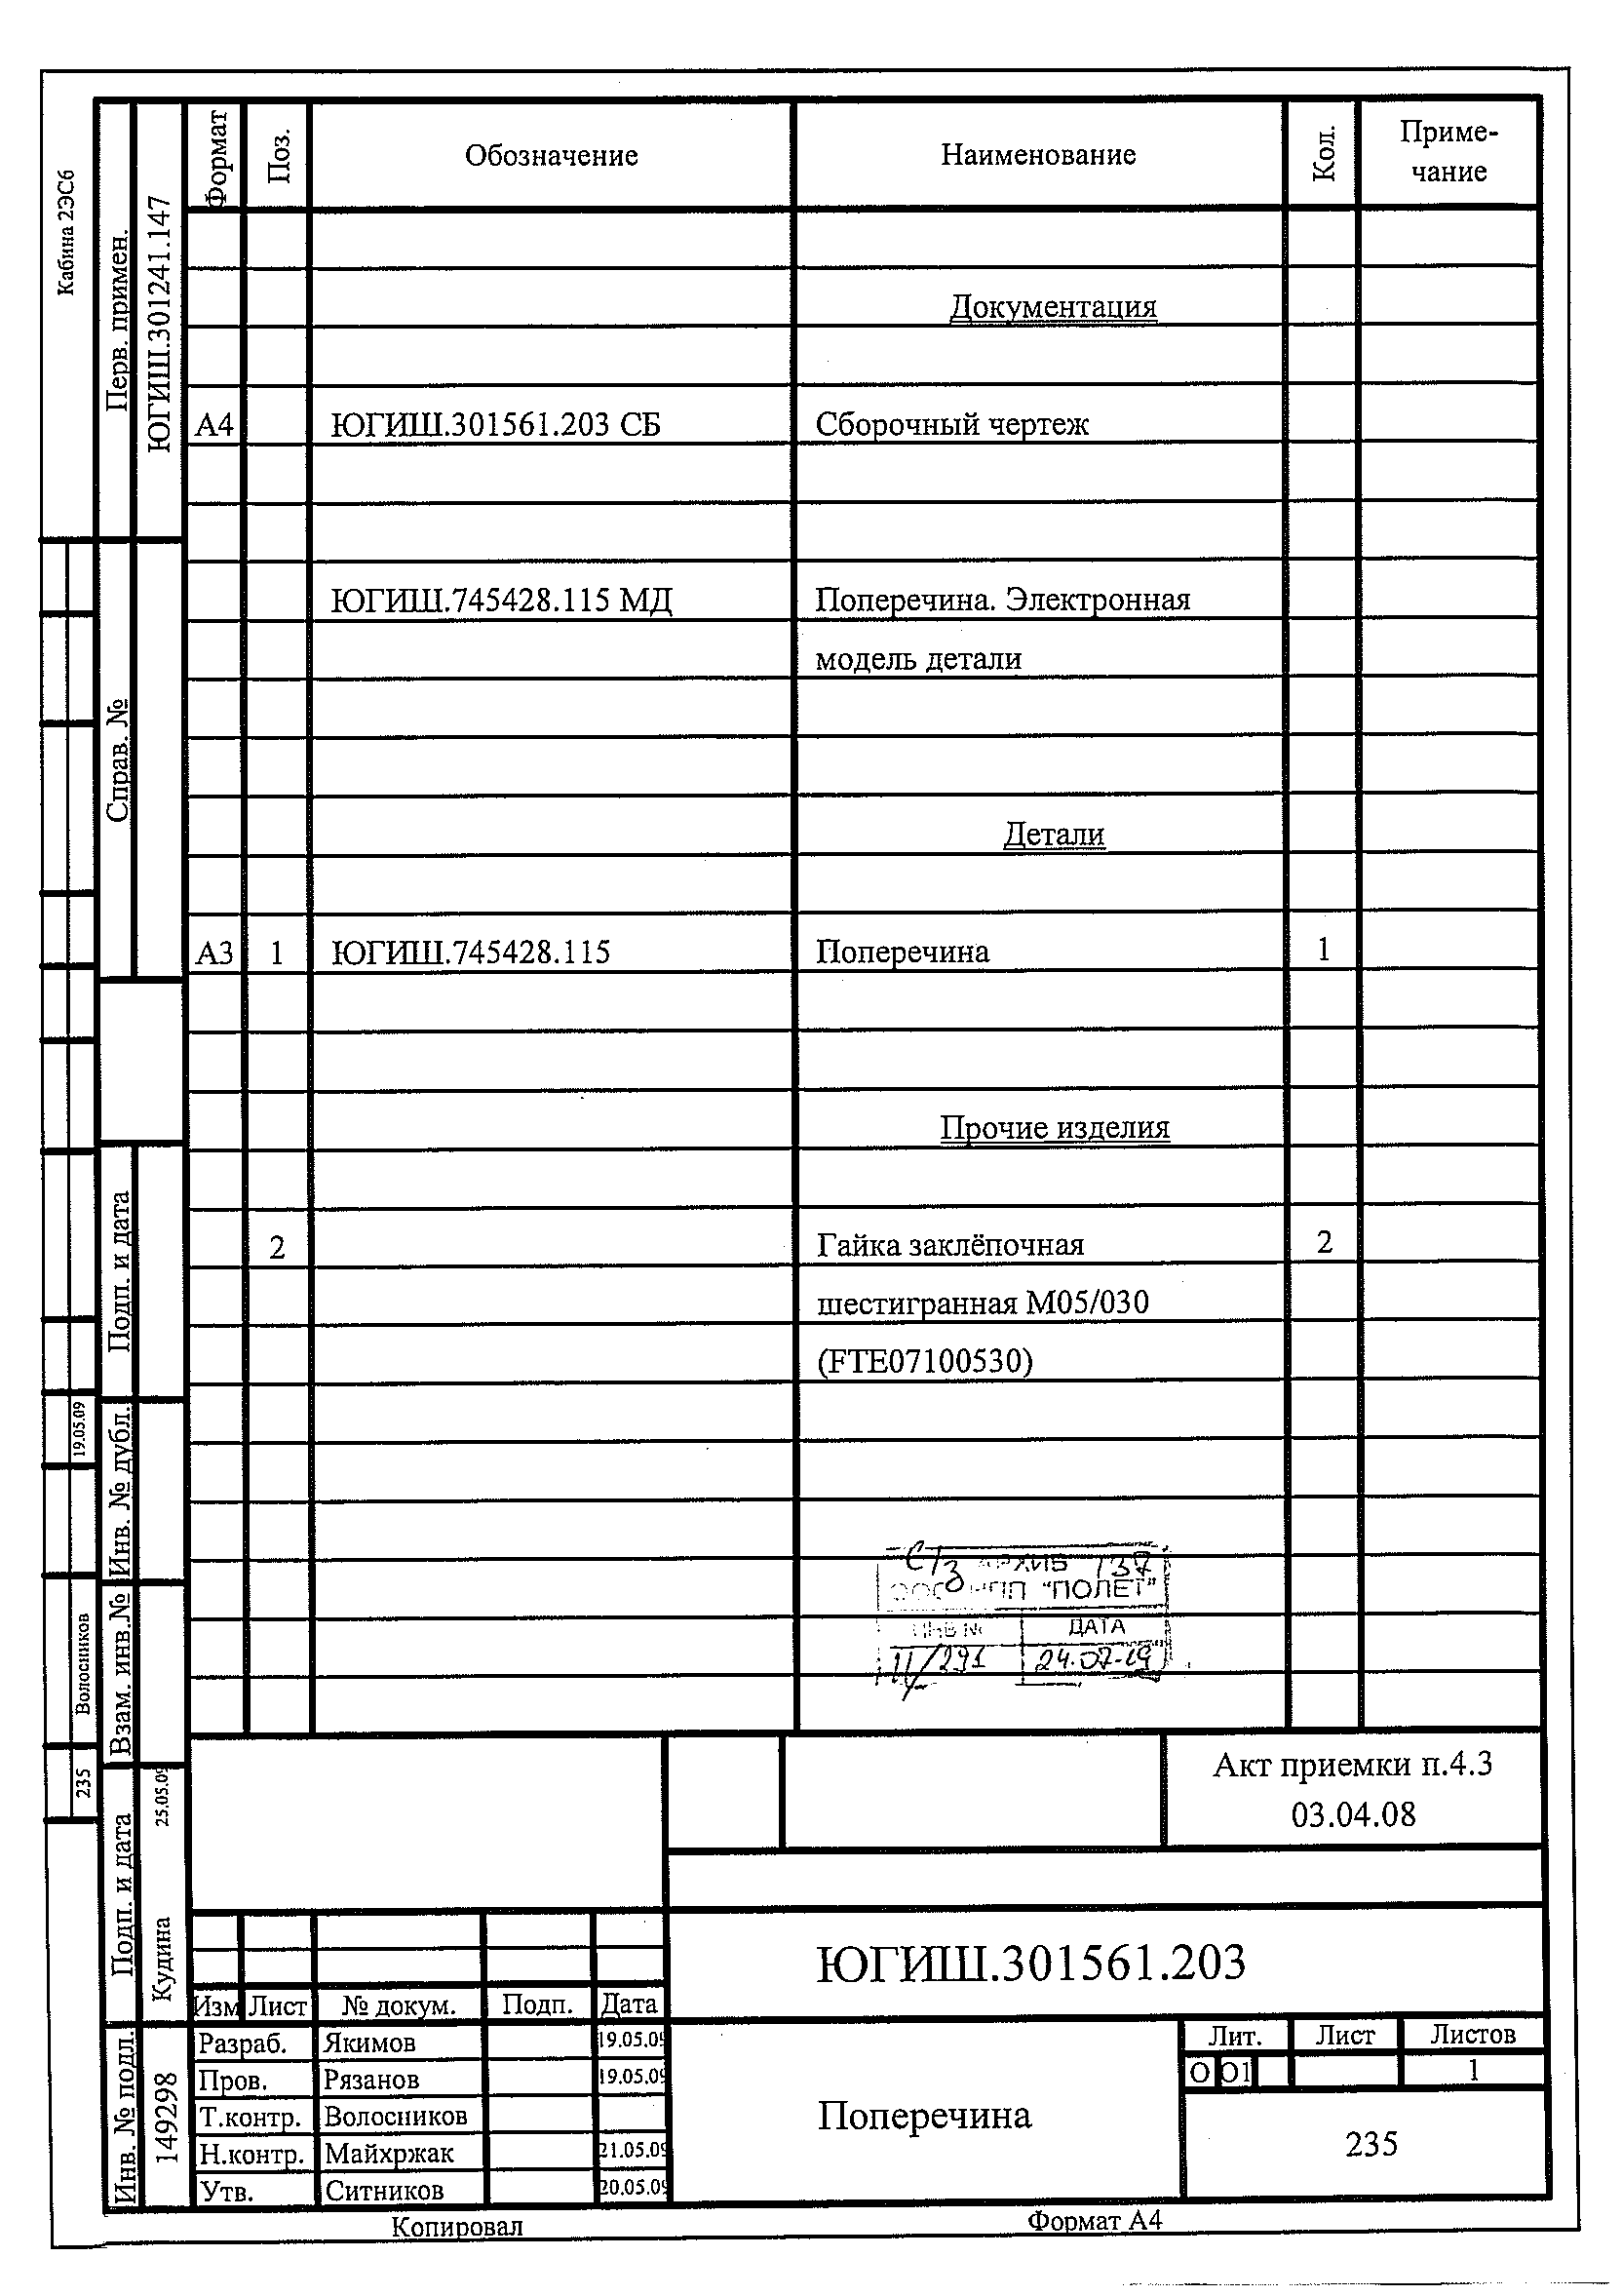 Кабина 2ЭС6
Перв. примен.
ЮГИШ.301241.147
Справ. №
Подп. и дата
Инв. № дубл.
Взам. инв.№
Подп. и дата
Кудина 25.05.09
Инв. № подл.
149298
19.05.09
Волосников
235
Формат Поз. Обозначение Наименование Кол. Приме-
чание
Документация
А4 ЮГИШ.301561.203 СБ Сборочный чертеж
ЮГИШ.745428.115 МД Поперечина. Электронная
модель детали
Детали
А3 1 ЮГИШ.745428.115 Поперечина 1
Прочие изделия
2 Гайка заклёпочная 2
шестигранная М05/030
(FTE07100530)
АРХИВ
"ПОЛЕТ"
ИНВ № ДАТА
11/291 24.07-19
Акт приемки п.4.3
03.04.08
ЮГИШ.301561.203
Изм Лист № докум. Подп. Дата
Разраб. Якимов 19.05.09
Пров. Рязанов 19.05.09
Т.контр. Волосников
Н.контр. Майхржак 21.05.09
Утв. Ситников 20.05.09
Поперечина
Лит. Лист Листов
О О1 1
235
Копировал Формат А4